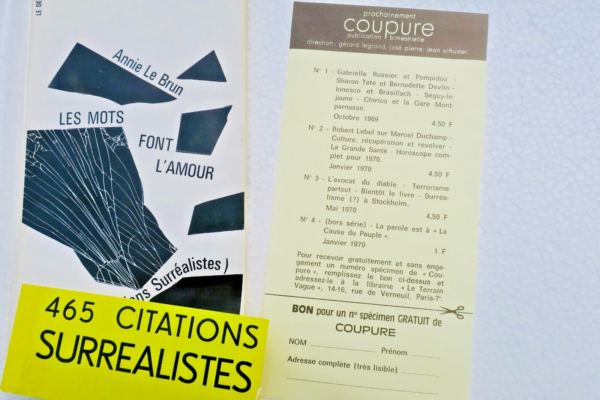 LE DE
Annie Le Brun
LES MOTS
FONT
L'AMOUR
ons Surréalistes)
465 CITATIONS
SURREALISTES
prochainement
coupure
publication bimestrielle
direction : gérard legrand, josé pierre, jean schuster
N° 1 - Gabrielle Russier et Pompidou -
Sharon Tate et Bernadette Devlin -
Ionesco et Brasillach - Séguy-le-
jaune - Chirico et la Gare Mont-
parnasse.
Octobre 1969 4,50 F
N° 2 - Robert Lebel sur Marcel Duchamp -
Culture, récupération et revolver -
La Grande Santé - Horoscope com-
plet pour 1970.
Janvier 1970 4,50 F
N° 3 - L'avocat du diable - Terrorisme
partout - Bientôt le livre - Surréa-
lisme (?) à Stockholm.
Mai 1970 4,50 F
N° 4 - (hors série) - La parole est à « La
Cause du Peuple ».
Janvier 1970 1 F
Pour recevoir gratuitement et sans enga-
gement un numéro spécimen de « Cou-
pure », remplissez le bon ci-dessus et
adressez-le à la librairie « Le Terrain
Vague », 14-16, rue de Verneuil, Paris-7e.
BON pour un n° spécimen GRATUIT de
COUPURE
NOM Prénom
Adresse complète (très lisible)